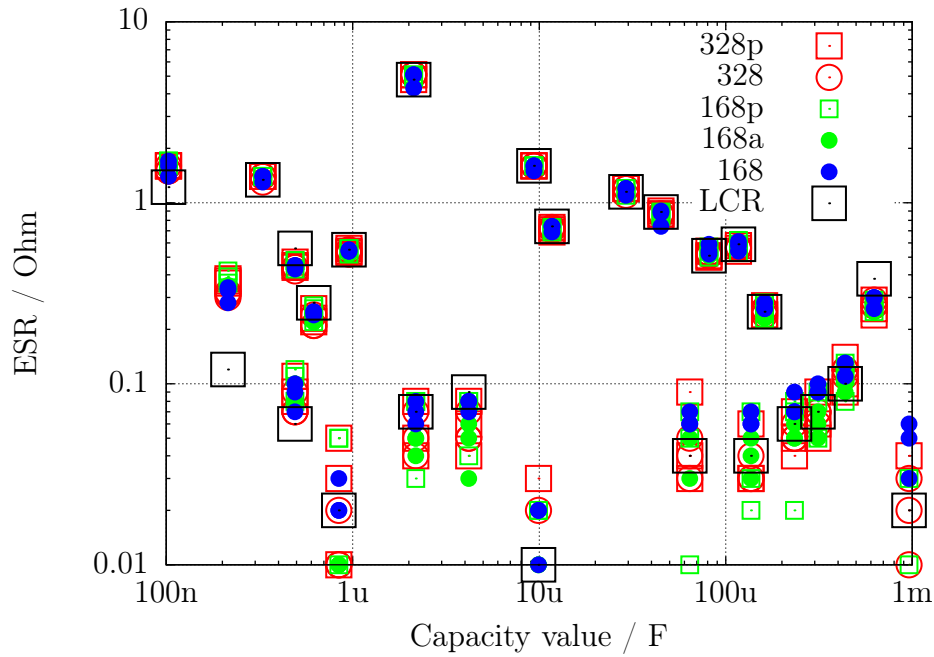 10
1
0.1
0.01
ESR / Ohm
328p
328
168p
168a
168
LCR
100n
1u
10u
100u
1m
Capacity value / F